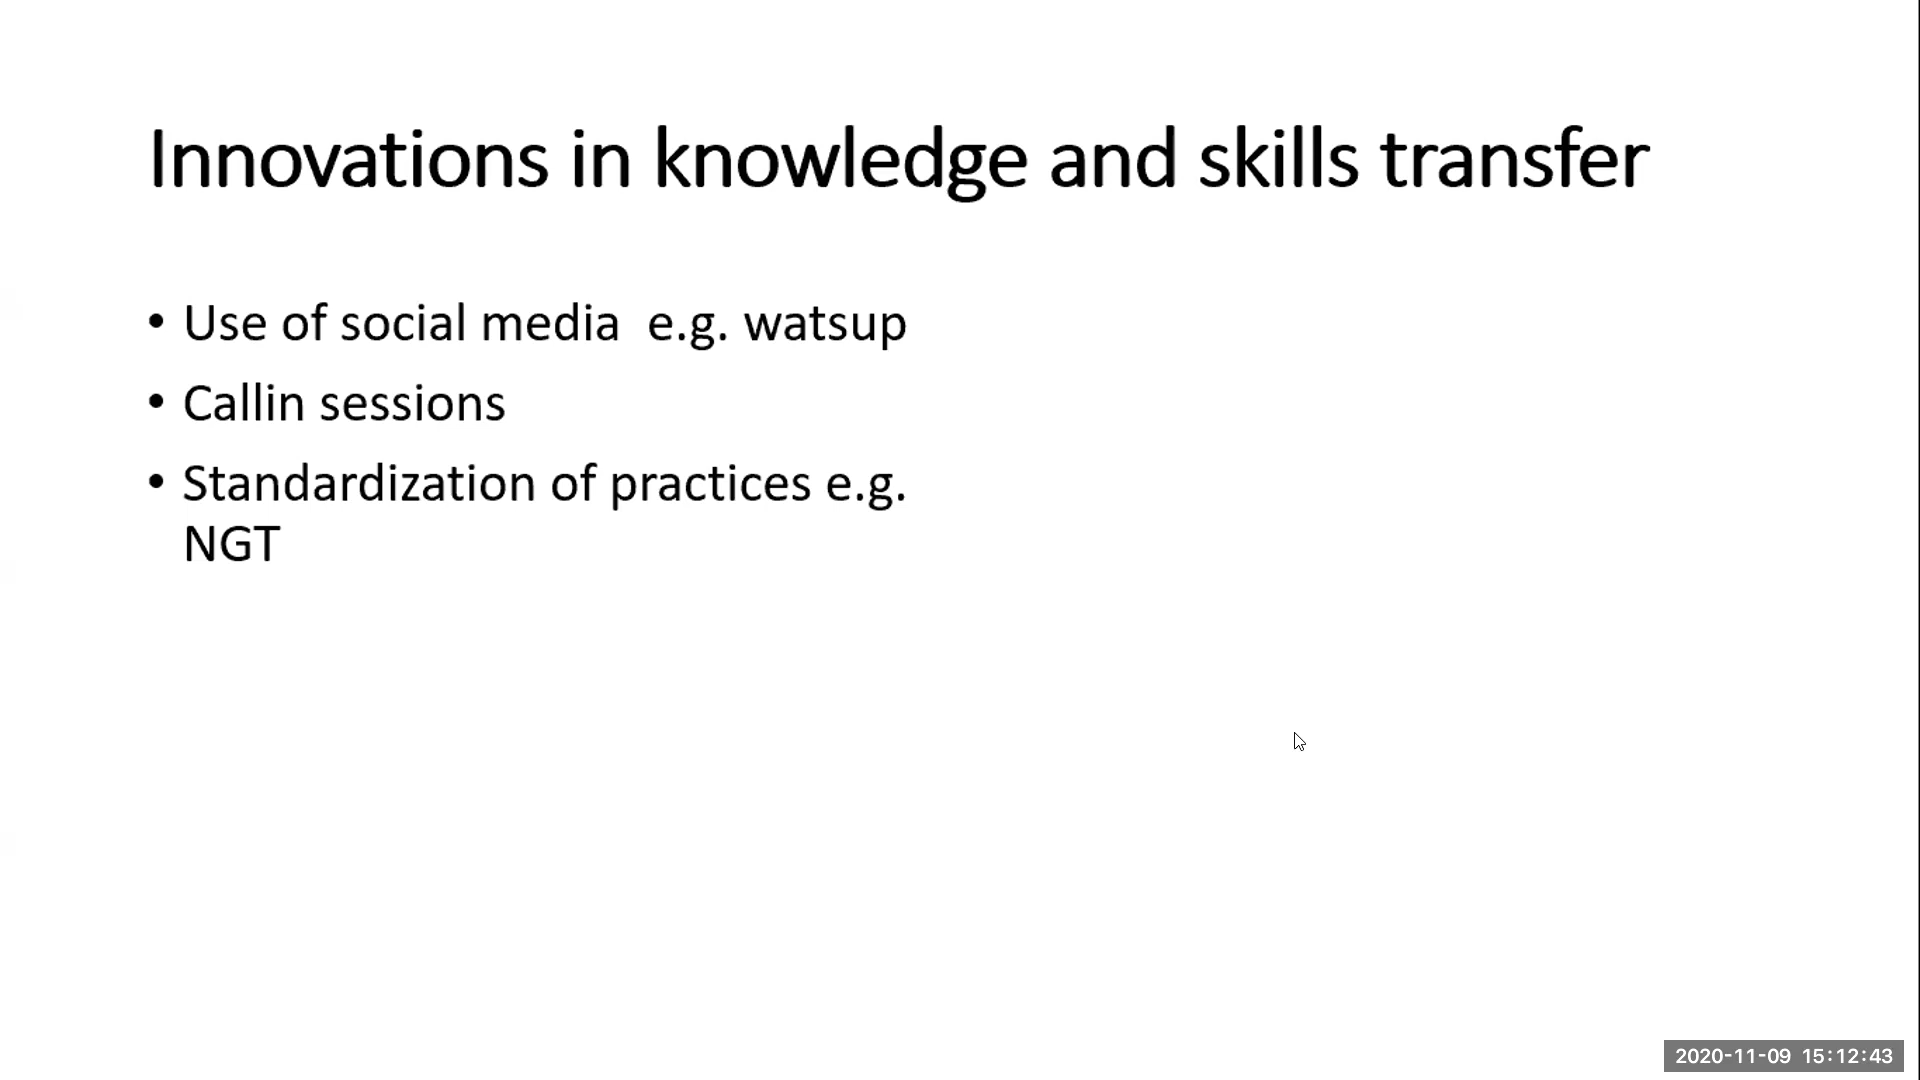 Innovations in knowledge and skills transfer
• Use of social media  e.g. watsup
• Callin sessions
• Standardization of practices e.g.
NGT
2020-11-09 15:12:43